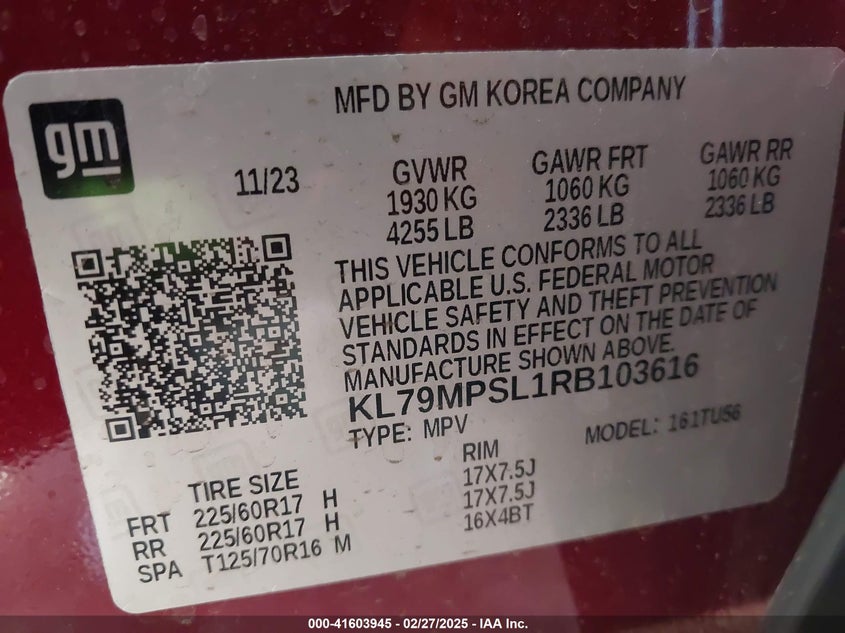 MFD BY GM KOREA COMPANY
gm
11/23
GVWR GAWR FRT GAWR RR
1930 KG 1060 KG 1060 KG
4255 LB 2336 LB 2336 LB
THIS VEHICLE CONFORMS TO ALL
APPLICABLE U.S. FEDERAL MOTOR
VEHICLE SAFETY AND THEFT PREVENTION
STANDARDS IN EFFECT ON THE DATE OF
MANUFACTURE SHOWN ABOVE.
KL79MPSL1RB103616
TYPE: MPV MODEL: 161TU56
TIRE SIZE RIM
FRT 225/60R17 H 17X7.5J
RR 225/60R17 H 17X7.5J
SPA T125/70R16 M 16X4BT
000-41603945 - 02/27/2025 - IAA Inc.